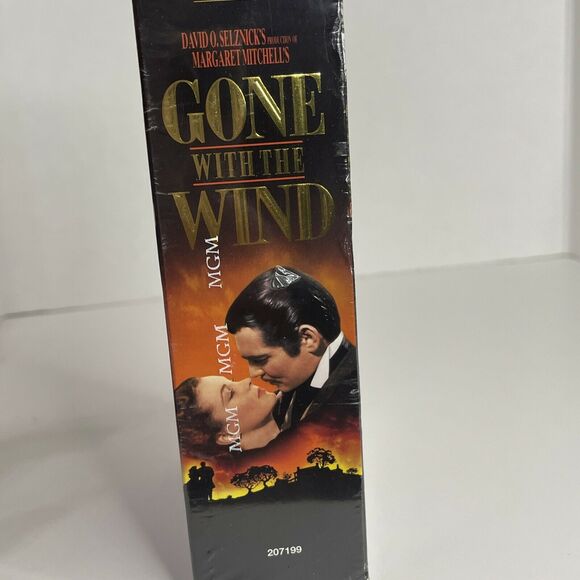 DAVID O. SELZNICK'S PRODUCTION OF
MARGARET MITCHELL'S
GONE
WITH THE
WIND
MGM
MGM
MGM
207199